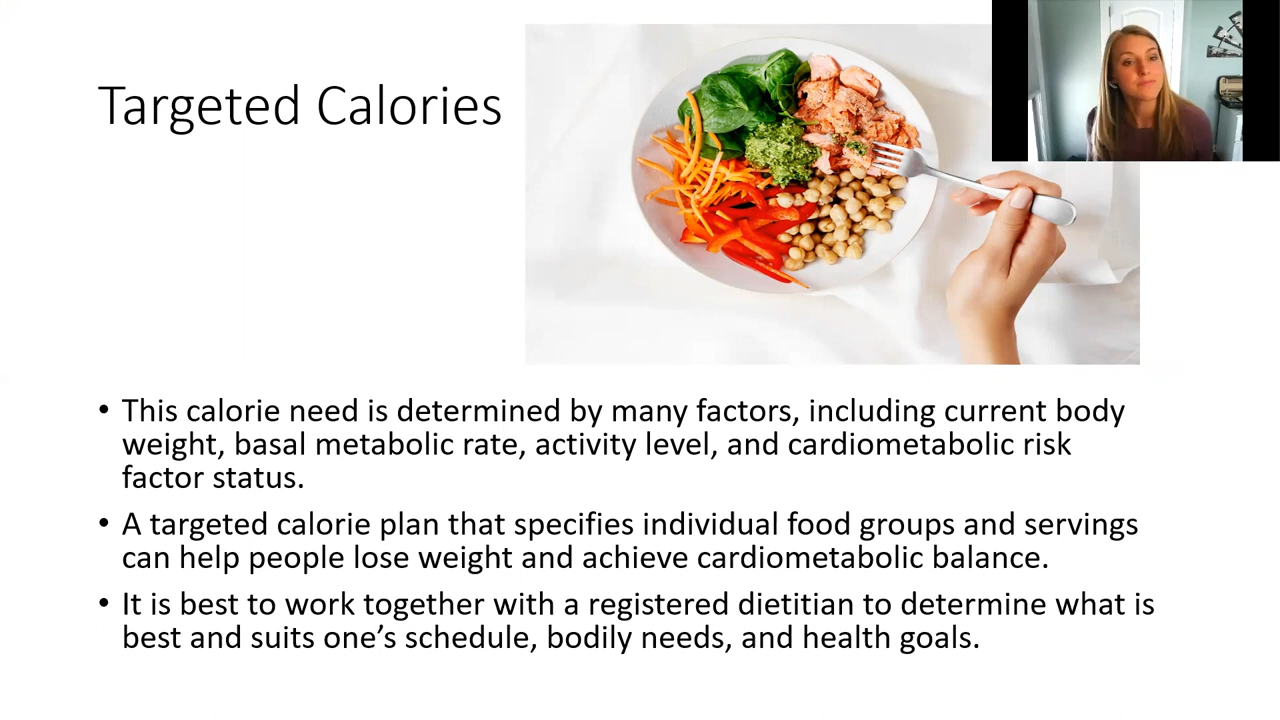 Targeted Calories
• This calorie need is determined by many factors, including current body
weight, basal metabolic rate, activity level, and cardiometabolic risk
factor status.
• A targeted calorie plan that specifies individual food groups and servings
can help people lose weight and achieve cardiometabolic balance.
• It is best to work together with a registered dietitian to determine what is
best and suits one’s schedule, bodily needs, and health goals.